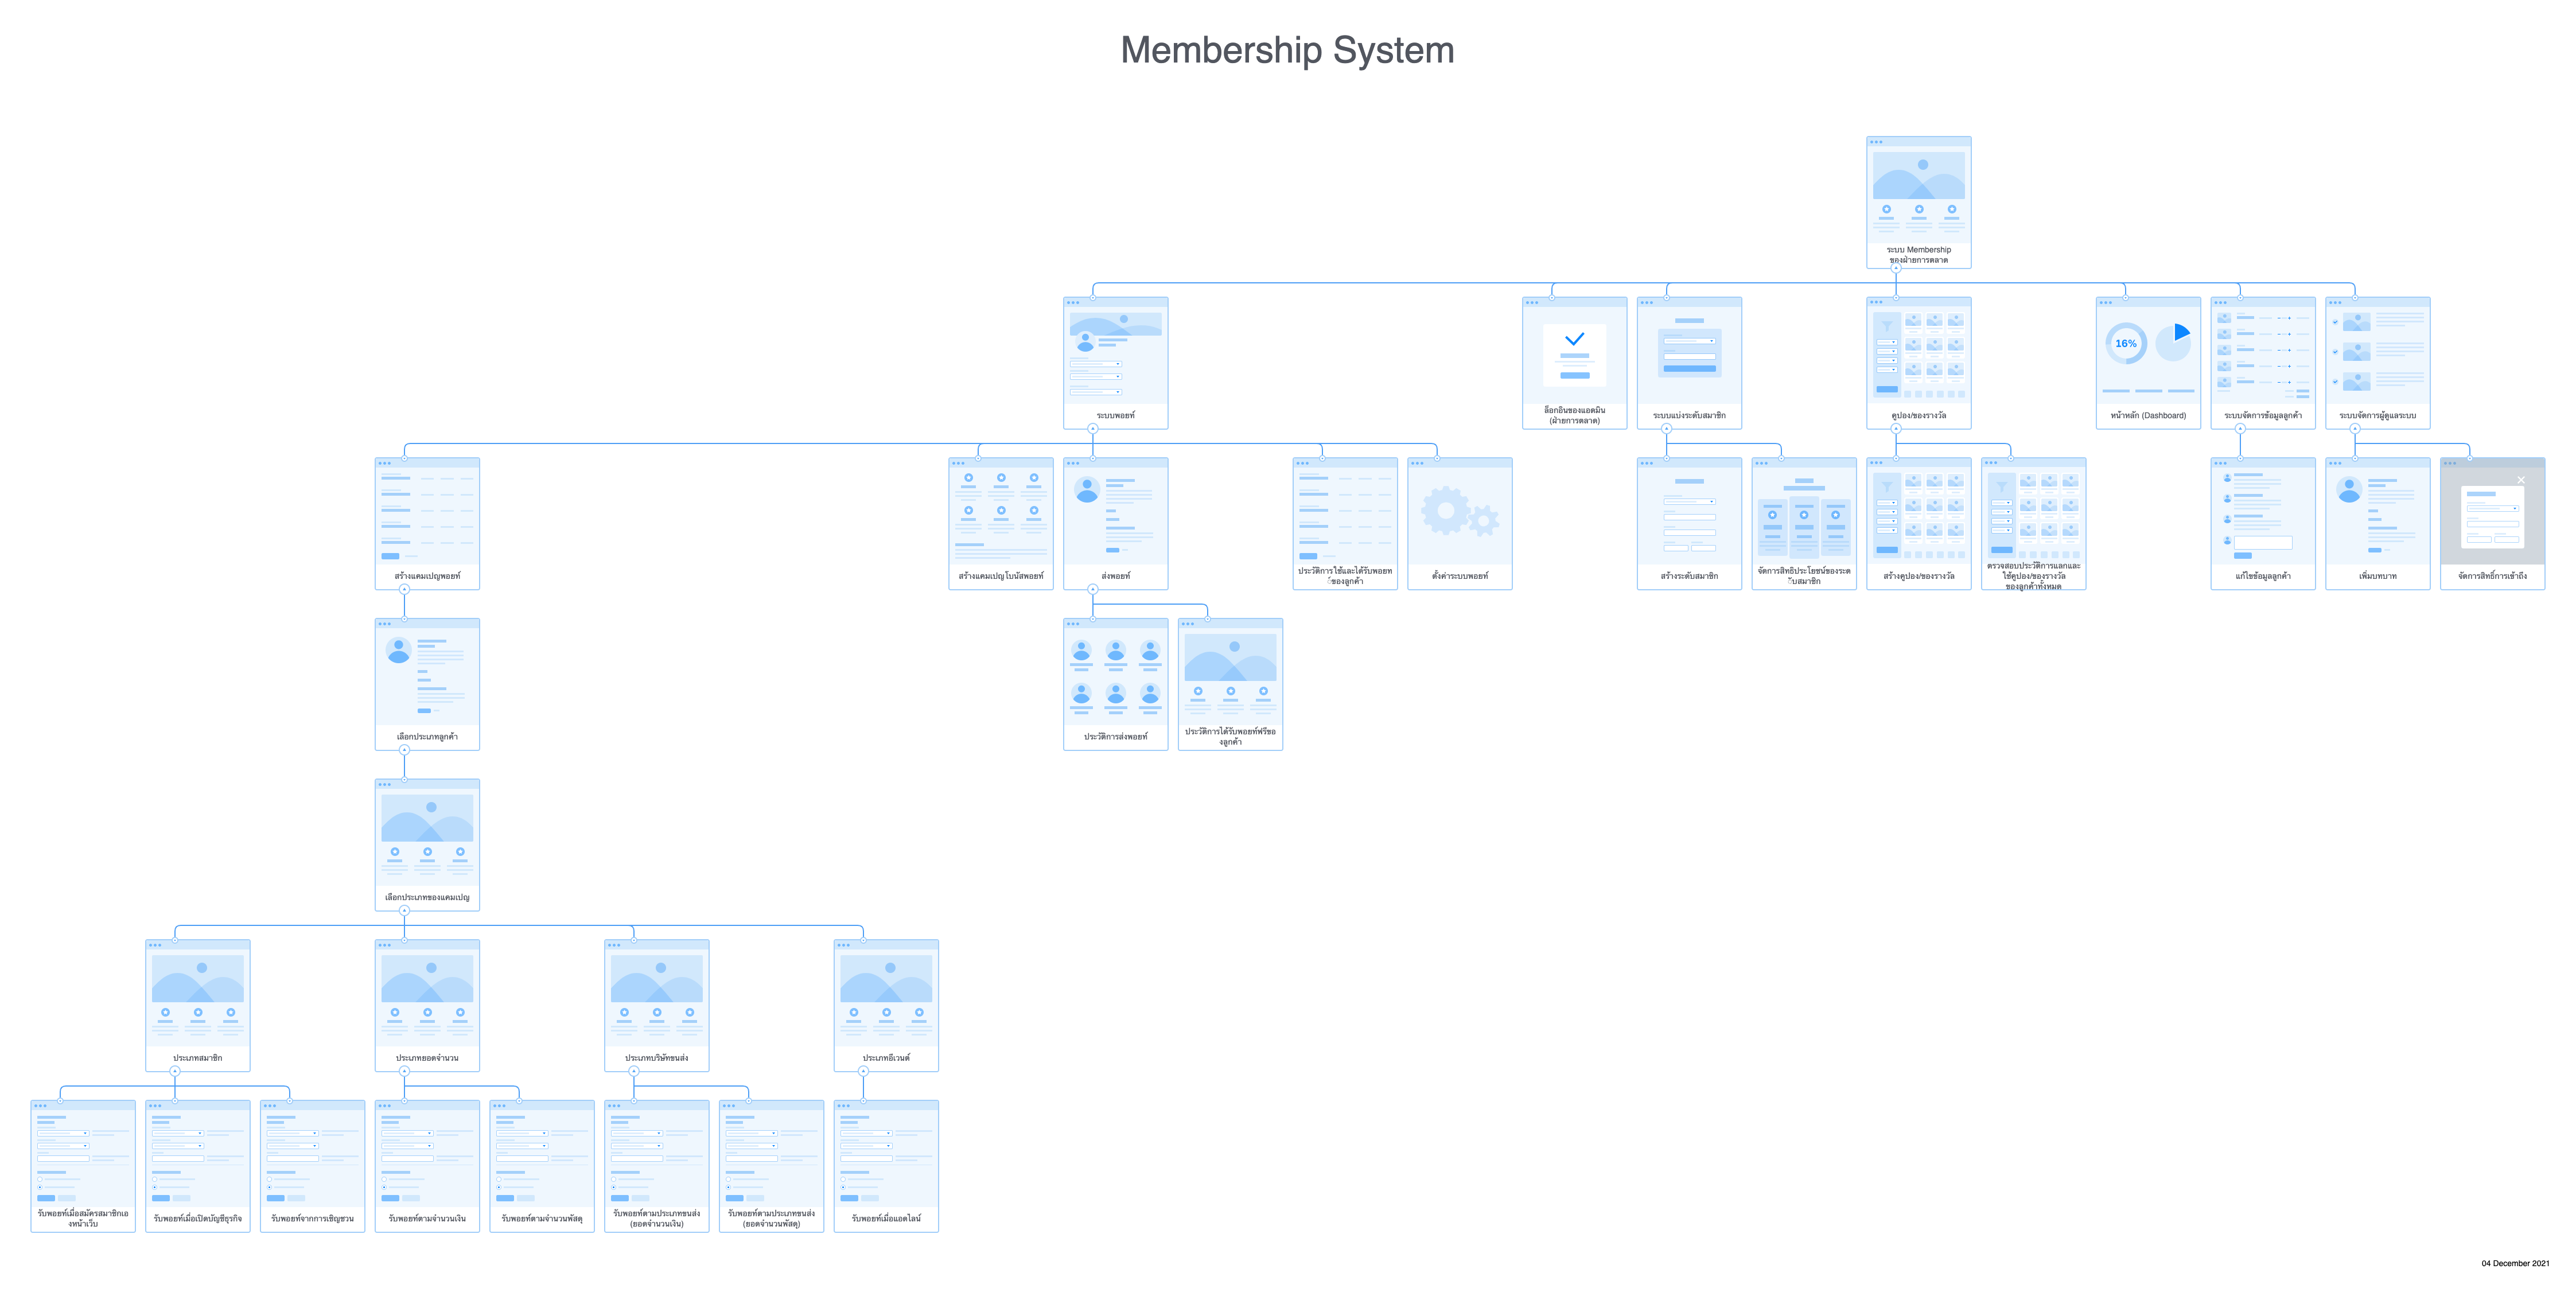 Membership System
ระบบ Membership
ของฝ่ายการตลาด
ระบบพอยท์
ล็อกอินของแอดมิน
(ฝ่ายการตลาด)
ระบบแบ่งระดับสมาชิก
คูปอง/ของรางวัล
16%
หน้าหลัก (Dashboard)
ระบบจัดการข้อมูลลูกค้า
ระบบจัดการผู้ดูแลระบบ
สร้างแคมเปญพอยท์
สร้างแคมเปญโบนัสพอยท์
ส่งพอยท์
ประวัติการใช้และได้รับพอยท
์ของลูกค้า
ตั้งค่าระบบพอยท์
สร้างระดับสมาชิก
จัดการสิทธิประโยชน์ของระด
ับสมาชิก
สร้างคูปอง/ของรางวัล
ตรวจสอบประวัติการแลกและ
ใช้คูปอง/ของรางวัล
ของลูกค้าทั้งหมด
แก้ไขข้อมูลลูกค้า
เพิ่มบทบาท
จัดการสิทธิ์การเข้าถึง
เลือกประเภทลูกค้า
ประวัติการส่งพอยท์
ประวัติการได้รับพอยท์ฟรีขอ
งลูกค้า
เลือกประเภทของแคมเปญ
ประเภทสมาชิก
ประเภทยอดจำนวน
ประเภทบริษัทขนส่ง
ประเภทอีเวนต์
รับพอยท์เมื่อสมัครสมาชิกเอ
งหน้าเว็บ
รับพอยท์เมื่อเปิดบัญชีธุรกิจ
รับพอยท์จากการเชิญชวน
รับพอยท์ตามจำนวนเงิน
รับพอยท์ตามจำนวนพัสดุ
รับพอยท์ตามประเภทขนส่ง
(ยอดจำนวนเงิน)
รับพอยท์ตามประเภทขนส่ง
(ยอดจำนวนพัสดุ)
รับพอยท์เมื่อแอดไลน์
04 December 2021